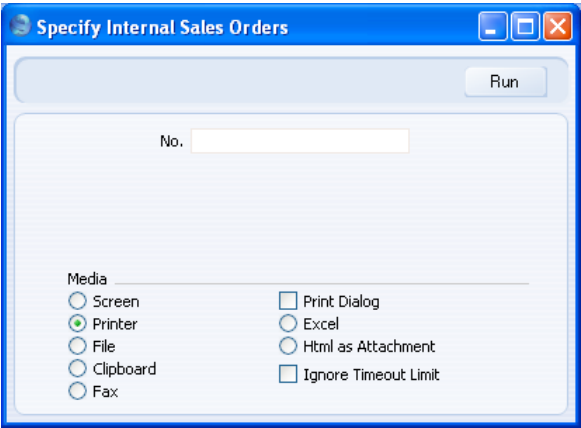 Specify Internal Sales Orders
Run
No.
Media
Screen
Print Dialog
Printer
Excel
File
Html as Attachment
Clipboard
Ignore Timeout Limit
Fax